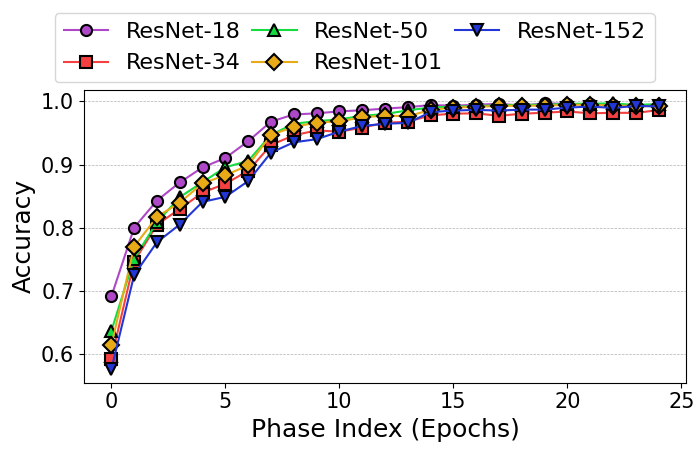 ResNet-18 ResNet-50 ResNet-152
ResNet-34 ResNet-101
1.0
0.9
0.8
0.7
0.6
Accuracy
0 5 10 15 20 25
Phase Index (Epochs)